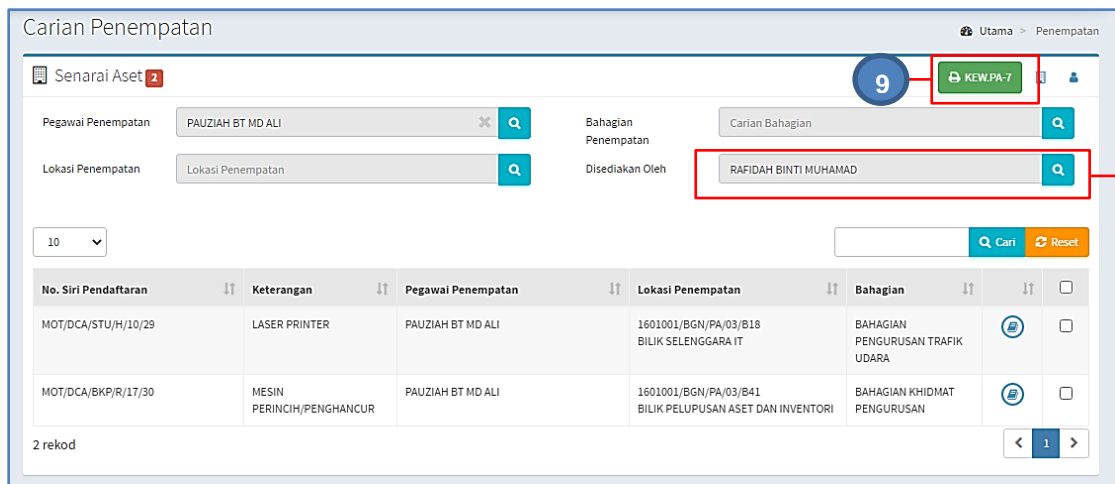 Carian Penempatan
Utama > Penempatan
Senarai Aset 2
9
KEW.PA-7
Pegawai Penempatan
PAUZIAH BT MD ALI
Bahagian
Penempatan
Carian Bahagian
Lokasi Penempatan
Lokasi Penempatan
Disediakan Oleh
RAFIDAH BINTI MUHAMAD
10
Cari
Reset
No. Siri Pendaftaran
Keterangan
Pegawai Penempatan
Lokasi Penempatan
Bahagian
MOT/DCA/STU/H/10/29
LASER PRINTER
PAUZIAH BT MD ALI
1601001/BGN/PA/03/B18
BILIK SELENGGARA IT
BAHAGIAN
PENGURUSAN TRAFIK
UDARA
MOT/DCA/BKP/R/17/30
MESIN
PERINCIH/PENGHANCUR
PAUZIAH BT MD ALI
1601001/BGN/PA/03/B41
BILIK PELUPUSAN ASET DAN INVENTORI
BAHAGIAN KHIDMAT
PENGURUSAN
2 rekod
< 1 >